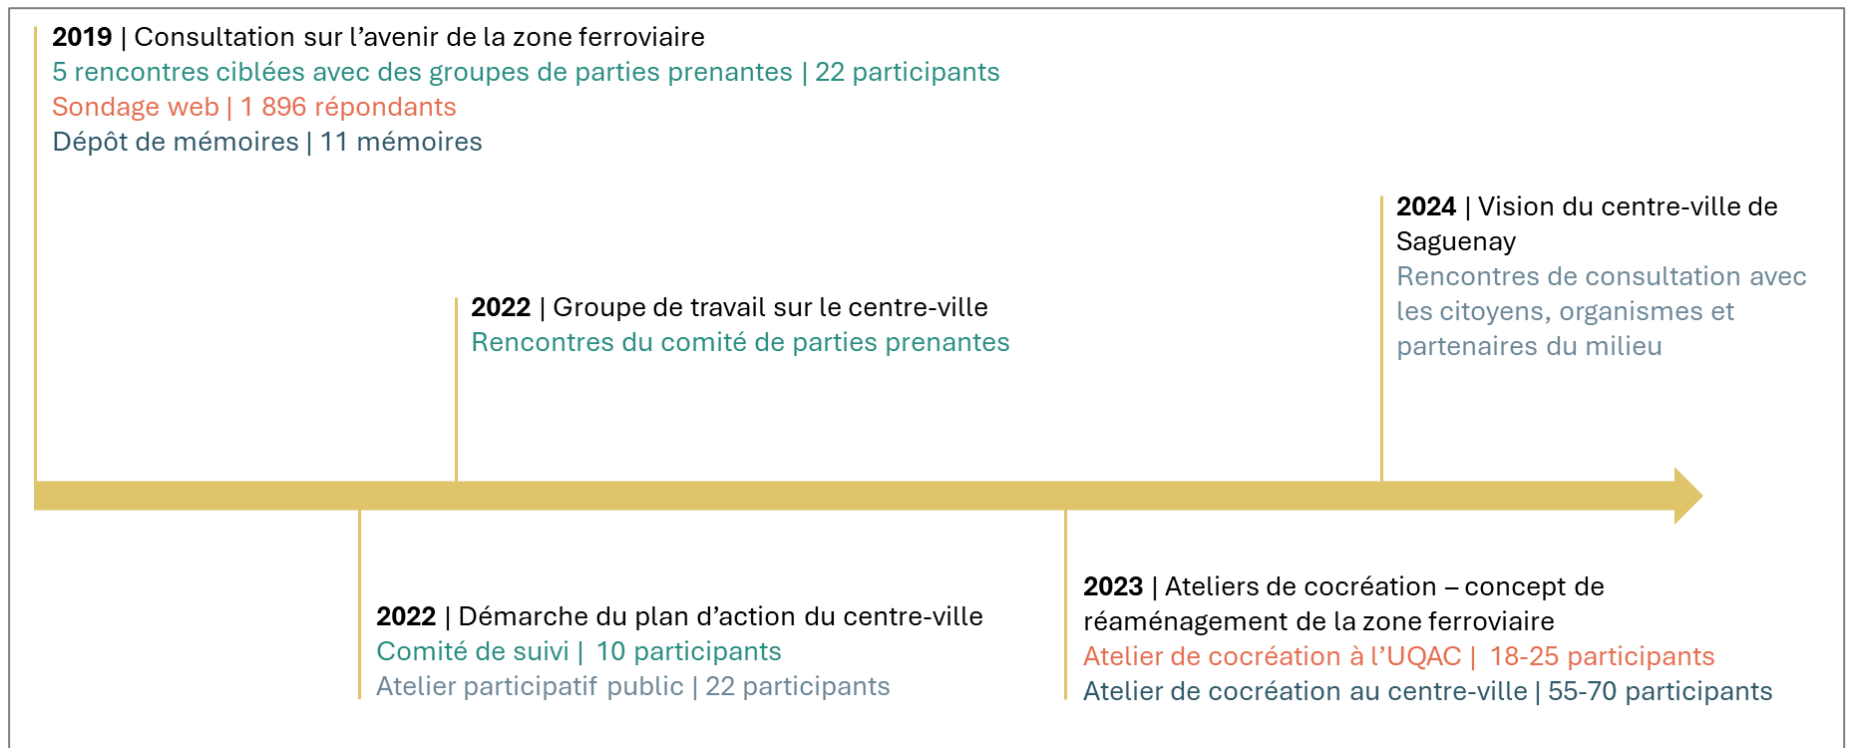 2019 | Consultation sur l’avenir de la zone ferroviaire
5 rencontres ciblées avec des groupes de parties prenantes | 22 participants
Sondage web | 1 896 répondants
Dépôt de mémoires | 11 mémoires
2022 | Démarche du plan d’action du centre-ville
Comité de suivi | 10 participants
Atelier participatif public | 22 participants
2022 | Groupe de travail sur le centre-ville
Rencontres du comité de parties prenantes
2023 | Ateliers de cocréation – concept de
réaménagement de la zone ferroviaire
Atelier de cocréation à l’UQAC | 18-25 participants
Atelier de cocréation au centre-ville | 55-70 participants
2024 | Vision du centre-ville de
Saguenay
Rencontres de consultation avec
les citoyens, organismes et
partenaires du milieu